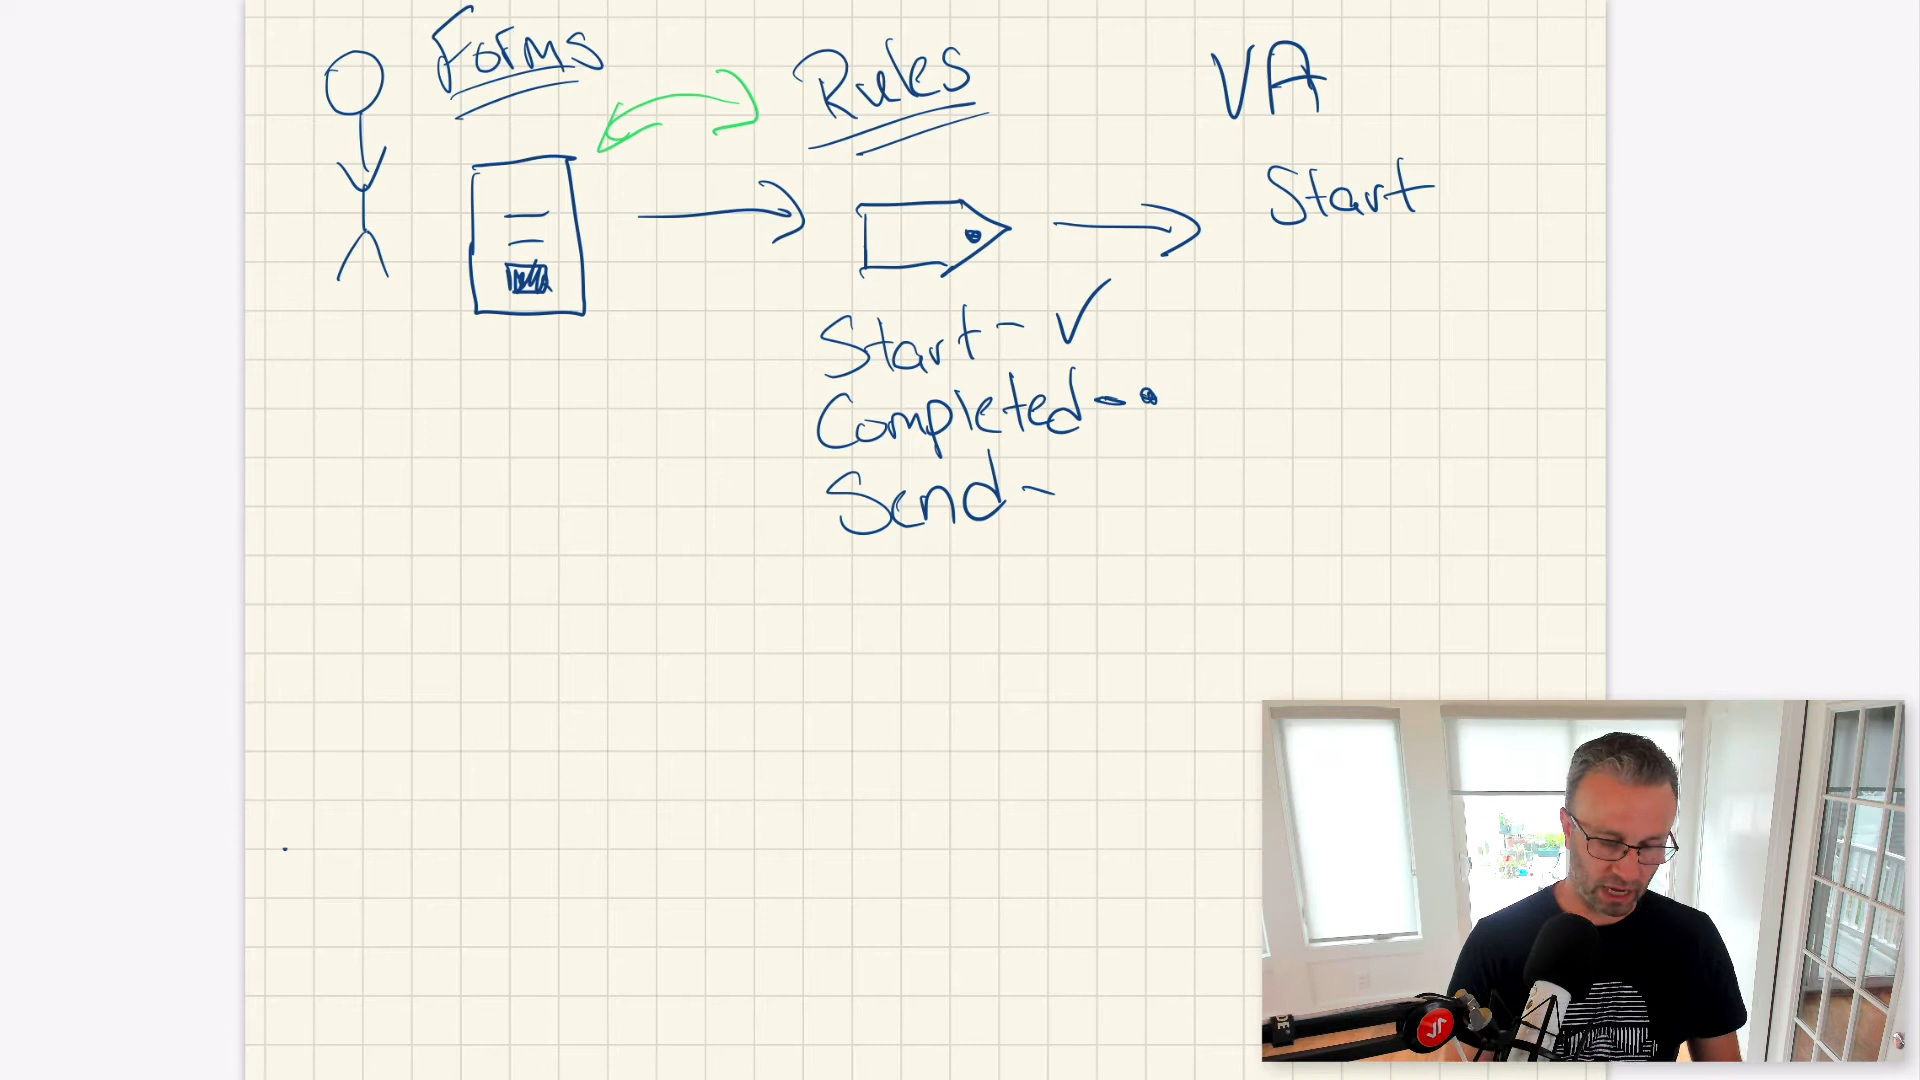 Forms
Rules
VA
Start
Start - ✓
Completed - •
Send -